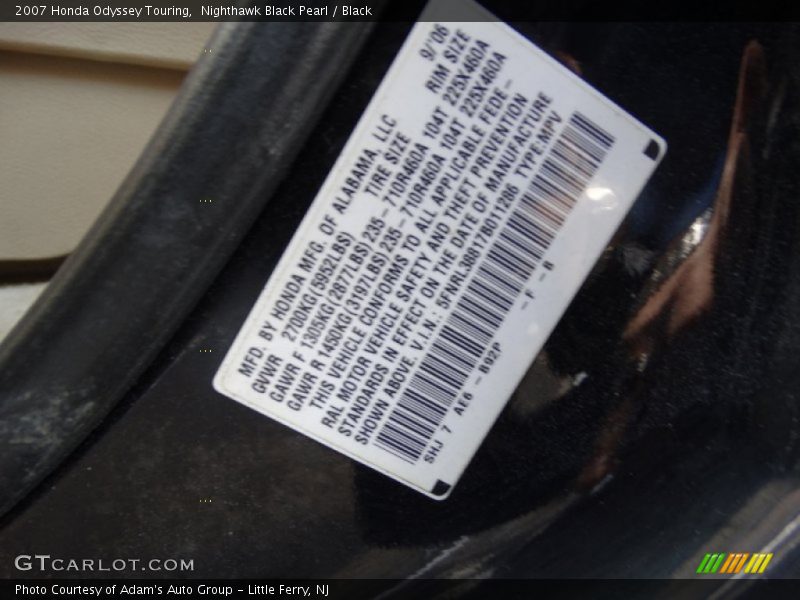 2007 Honda Odyssey Touring,  Nighthawk Black Pearl / Black
MFD. BY HONDA MFG. OF ALABAMA, LLC 9/06
GVWR 2700KG(5952LBS) TIRE SIZE RIM SIZE
GAWR F 1305KG(2877LBS)235-710R460A 104T 225X460A
GAWR R 1450KG(3197LBS)235-710R460A 104T 225X460A
THIS VEHICLE CONFORMS TO ALL APPLICABLE FEDE-
RAL MOTOR VEHICLE SAFETY AND THEFT PREVENTION
STANDARDS IN EFFECT ON THE DATE OF MANUFACTURE
SHOWN ABOVE. V.I.N.: 5FNRL38817B011286 TYPE:MPV
SHJ 7 AE6 -B92P -F -B
GTCARLOT.COM
Photo Courtesy of Adam's Auto Group - Little Ferry, NJ